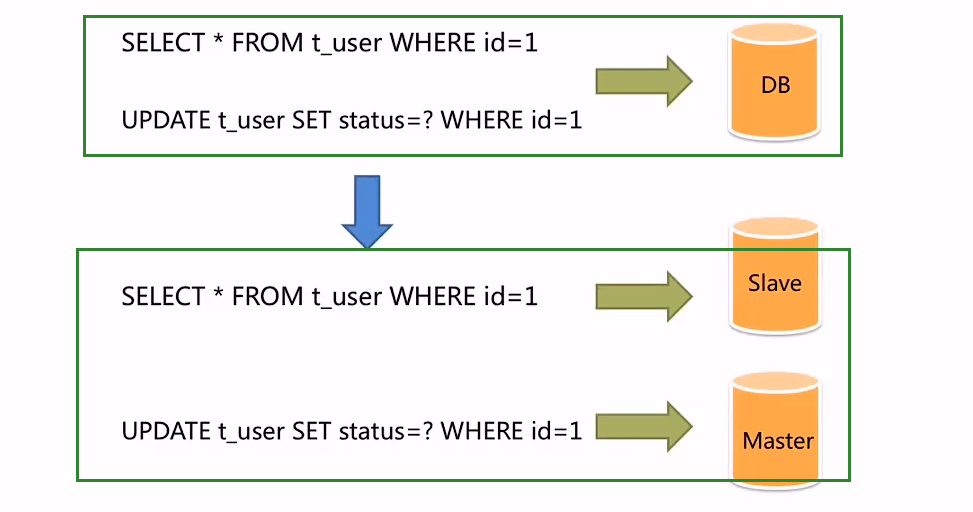 SELECT * FROM t_user WHERE id=1
DB
UPDATE t_user SET status=? WHERE id=1
SELECT * FROM t_user WHERE id=1
Slave
UPDATE t_user SET status=? WHERE id=1
Master